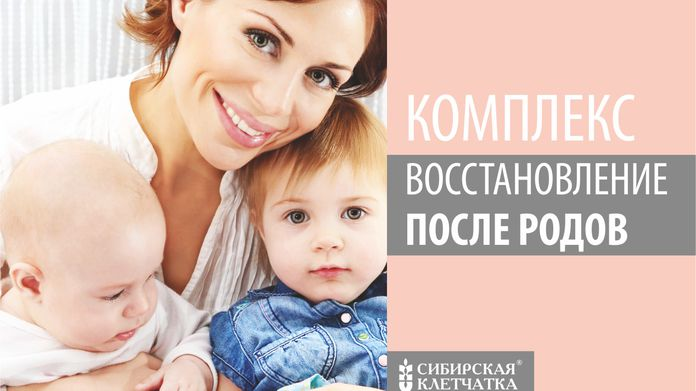 КОМПЛЕКС
ВОССТАНОВЛЕНИЕ
ПОСЛЕ РОДОВ
СИБИРСКАЯ®
КЛЕТЧАТКА